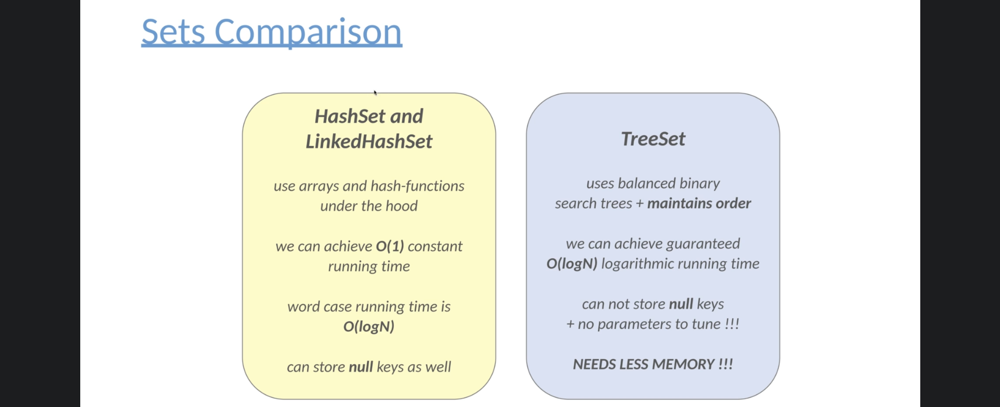 Sets Comparison
HashSet and
LinkedHashSet
use arrays and hash-functions
under the hood
we can achieve O(1) constant
running time
word case running time is
O(logN)
can store null keys as well
TreeSet
uses balanced binary
search trees + maintains order
we can achieve guaranteed
O(logN) logarithmic running time
can not store null keys
+ no parameters to tune !!!
NEEDS LESS MEMORY !!!